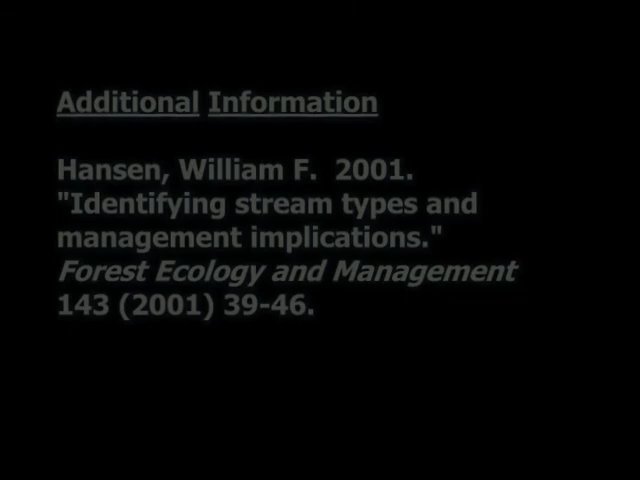 Additional Information
Hansen, William F.  2001.
"Identifying stream types and
management implications."
Forest Ecology and Management
143 (2001) 39-46.